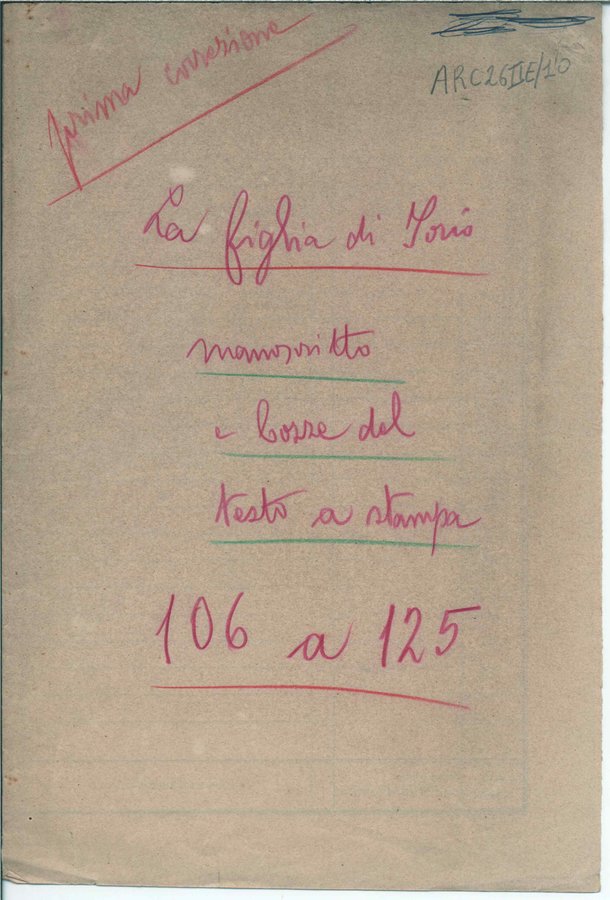 prima correzione
ARC26IIE/10
La figlia di Iorio
manoscritto
e bozze del
testo a stampa
106 a 125